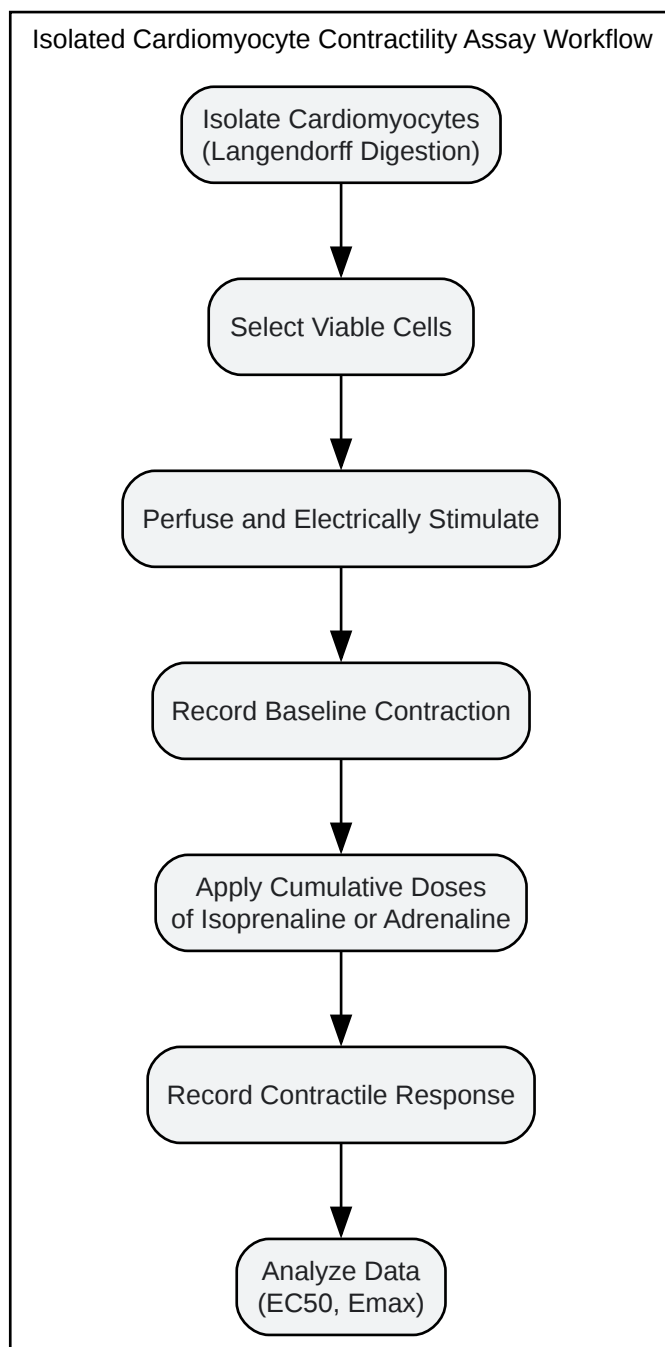 Isolated Cardiomyocyte Contractility Assay Workflow
Isolate Cardiomyocytes
(Langendorff Digestion)
Select Viable Cells
Perfuse and Electrically Stimulate
Record Baseline Contraction
Apply Cumulative Doses
of Isoprenaline or Adrenaline
Record Contractile Response
Analyze Data
(EC50, Emax)